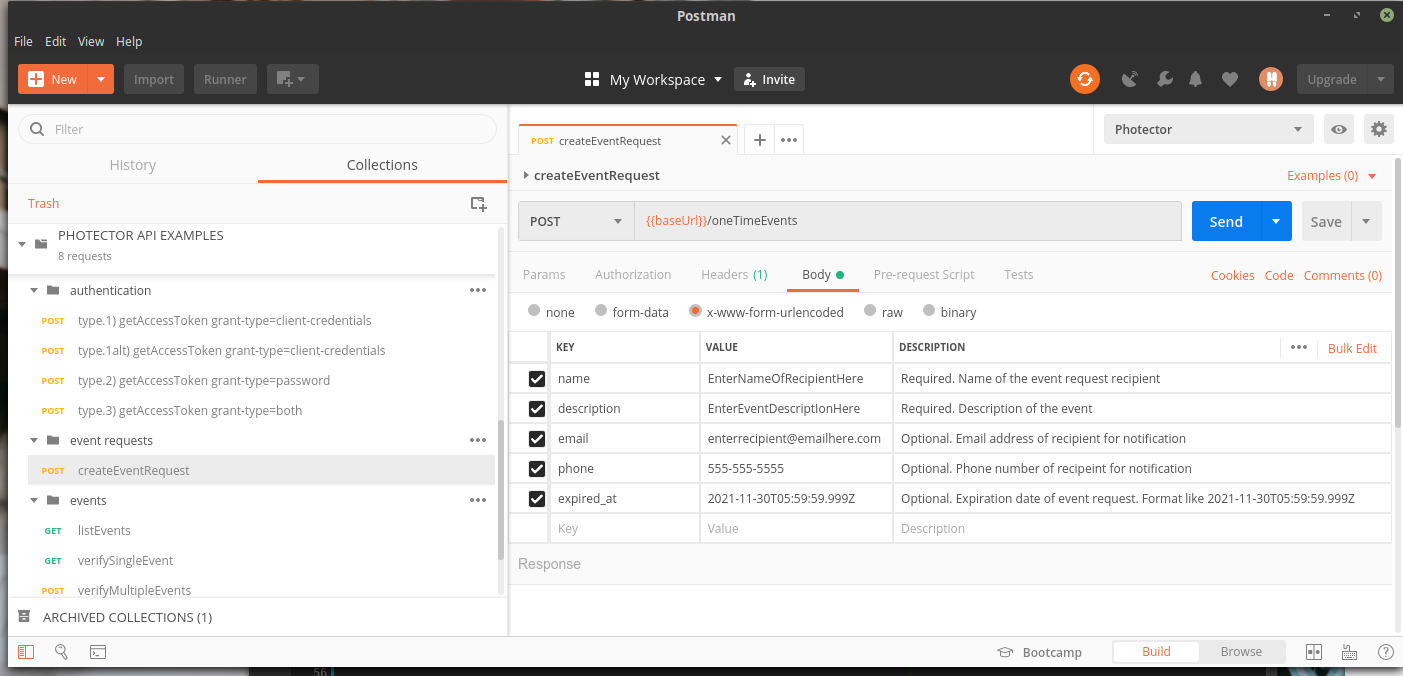 Postman
File Edit View Help
New Import Runner My Workspace Invite Upgrade
Filter
History Collections
Trash
PHOTECTOR API EXAMPLES
8 requests
authentication
POST type.1) getAccessToken grant-type=client-credentials
POST type.1alt) getAccessToken grant-type=client-credentials
POST type.2) getAccessToken grant-type=password
POST type.3) getAccessToken grant-type=both
event requests
POST createEventRequest
events
GET listEvents
GET verifySingleEvent
POST verifyMultipleEvents
ARCHIVED COLLECTIONS (1)
POST createEventRequest
Photector
createEventRequest Examples (0)
POST {{baseUrl}}/oneTimeEvents Send Save
Params Authorization Headers (1) Body Pre-request Script Tests Cookies Code Comments (0)
none form-data x-www-form-urlencoded raw binary
KEY VALUE DESCRIPTION Bulk Edit
name EnterNameOfRecipientHere Required. Name of the event request recipient
description EnterEventDescriptIonHere Required. Description of the event
email enterrecipient@emailhere.com Optional. Email address of recipient for notification
phone 555-555-5555 Optional. Phone number of recipeint for notification
expired_at 2021-11-30T05:59:59.999Z Optional. Expiration date of event request. Format like 2021-11-30T05:59:59.999Z
Key Value Description
Response
Bootcamp Build Browse
56